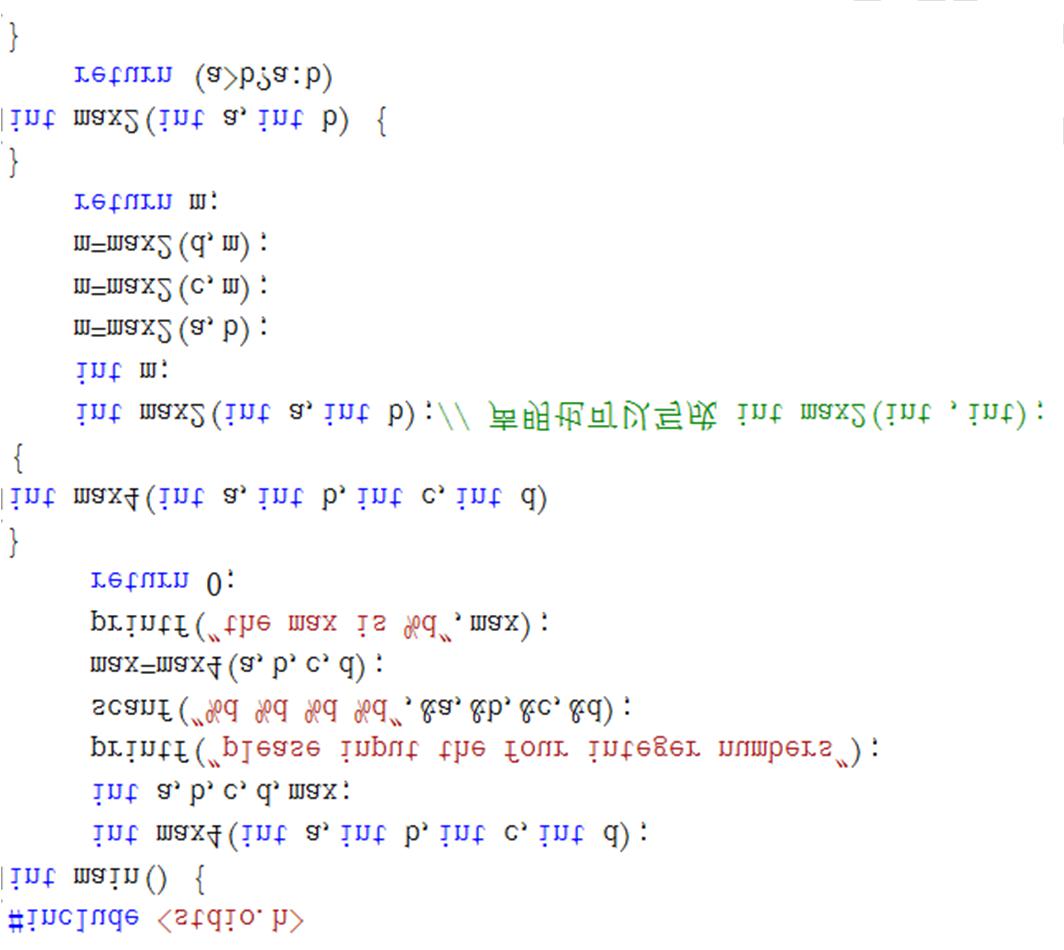 #include <stdio.h>
int main() {
int max4(int a,int b,int c,int d);
int a,b,c,d,max;
printf("please input the four integer numbers");
scanf("%d %d %d %d",&a,&b,&c,&d);
max=max4(a,b,c,d);
printf("the max is %d",max);
return 0;
}
int max4(int a,int b,int c,int d)
{
int max2(int a,int b);// 声明也可以写成 int max2(int ,int);
int m;
m=max2(a,b);
m=max2(c,m);
m=max2(d,m);
return m;
}
int max2(int a,int b) {
return (a>b?a:b)
}